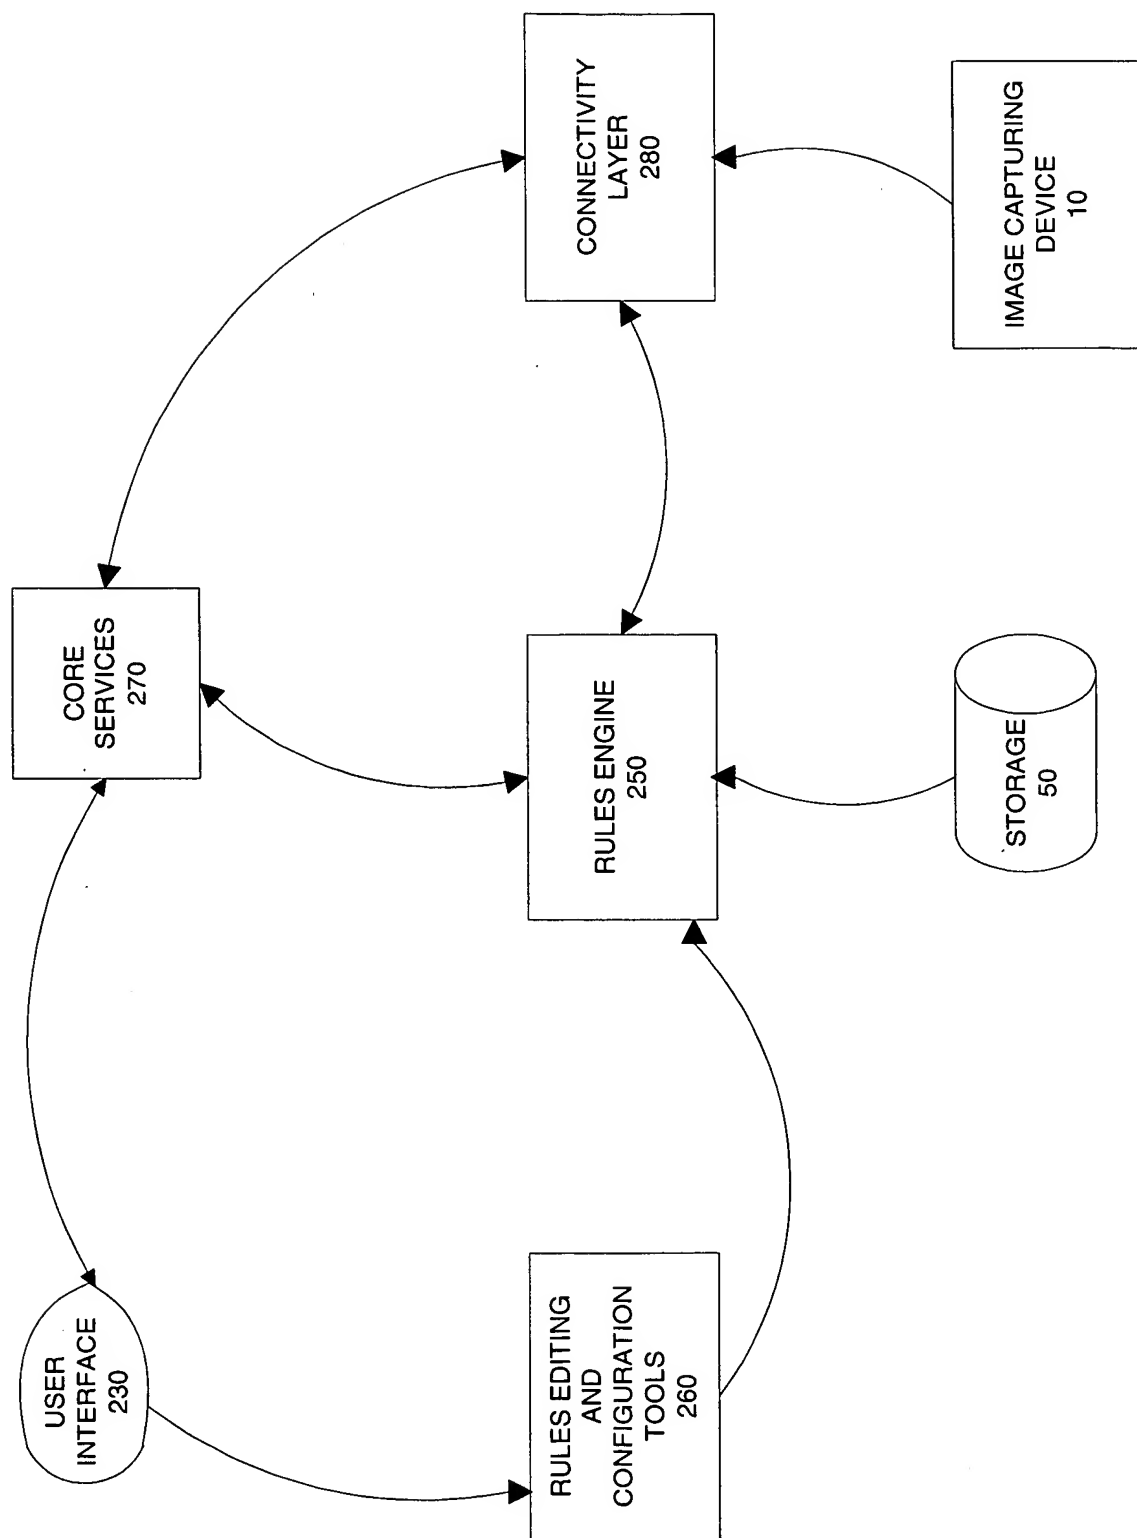 USER
INTERFACE
230
CORE
SERVICES
270
RULES EDITING
AND
CONFIGURATION
TOOLS
260
RULES ENGINE
250
CONNECTIVITY
LAYER
280
STORAGE
50
IMAGE CAPTURING
DEVICE
10